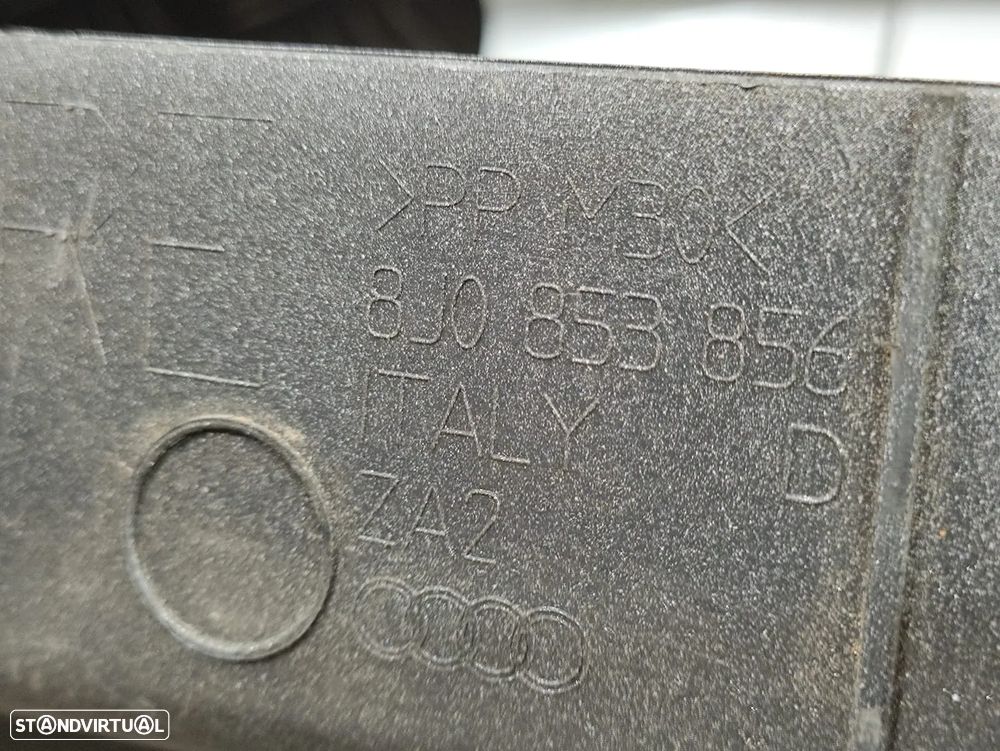 >PP M30<
8J0 853 856
ITALY D
ZA2
STANDVIRTUAL